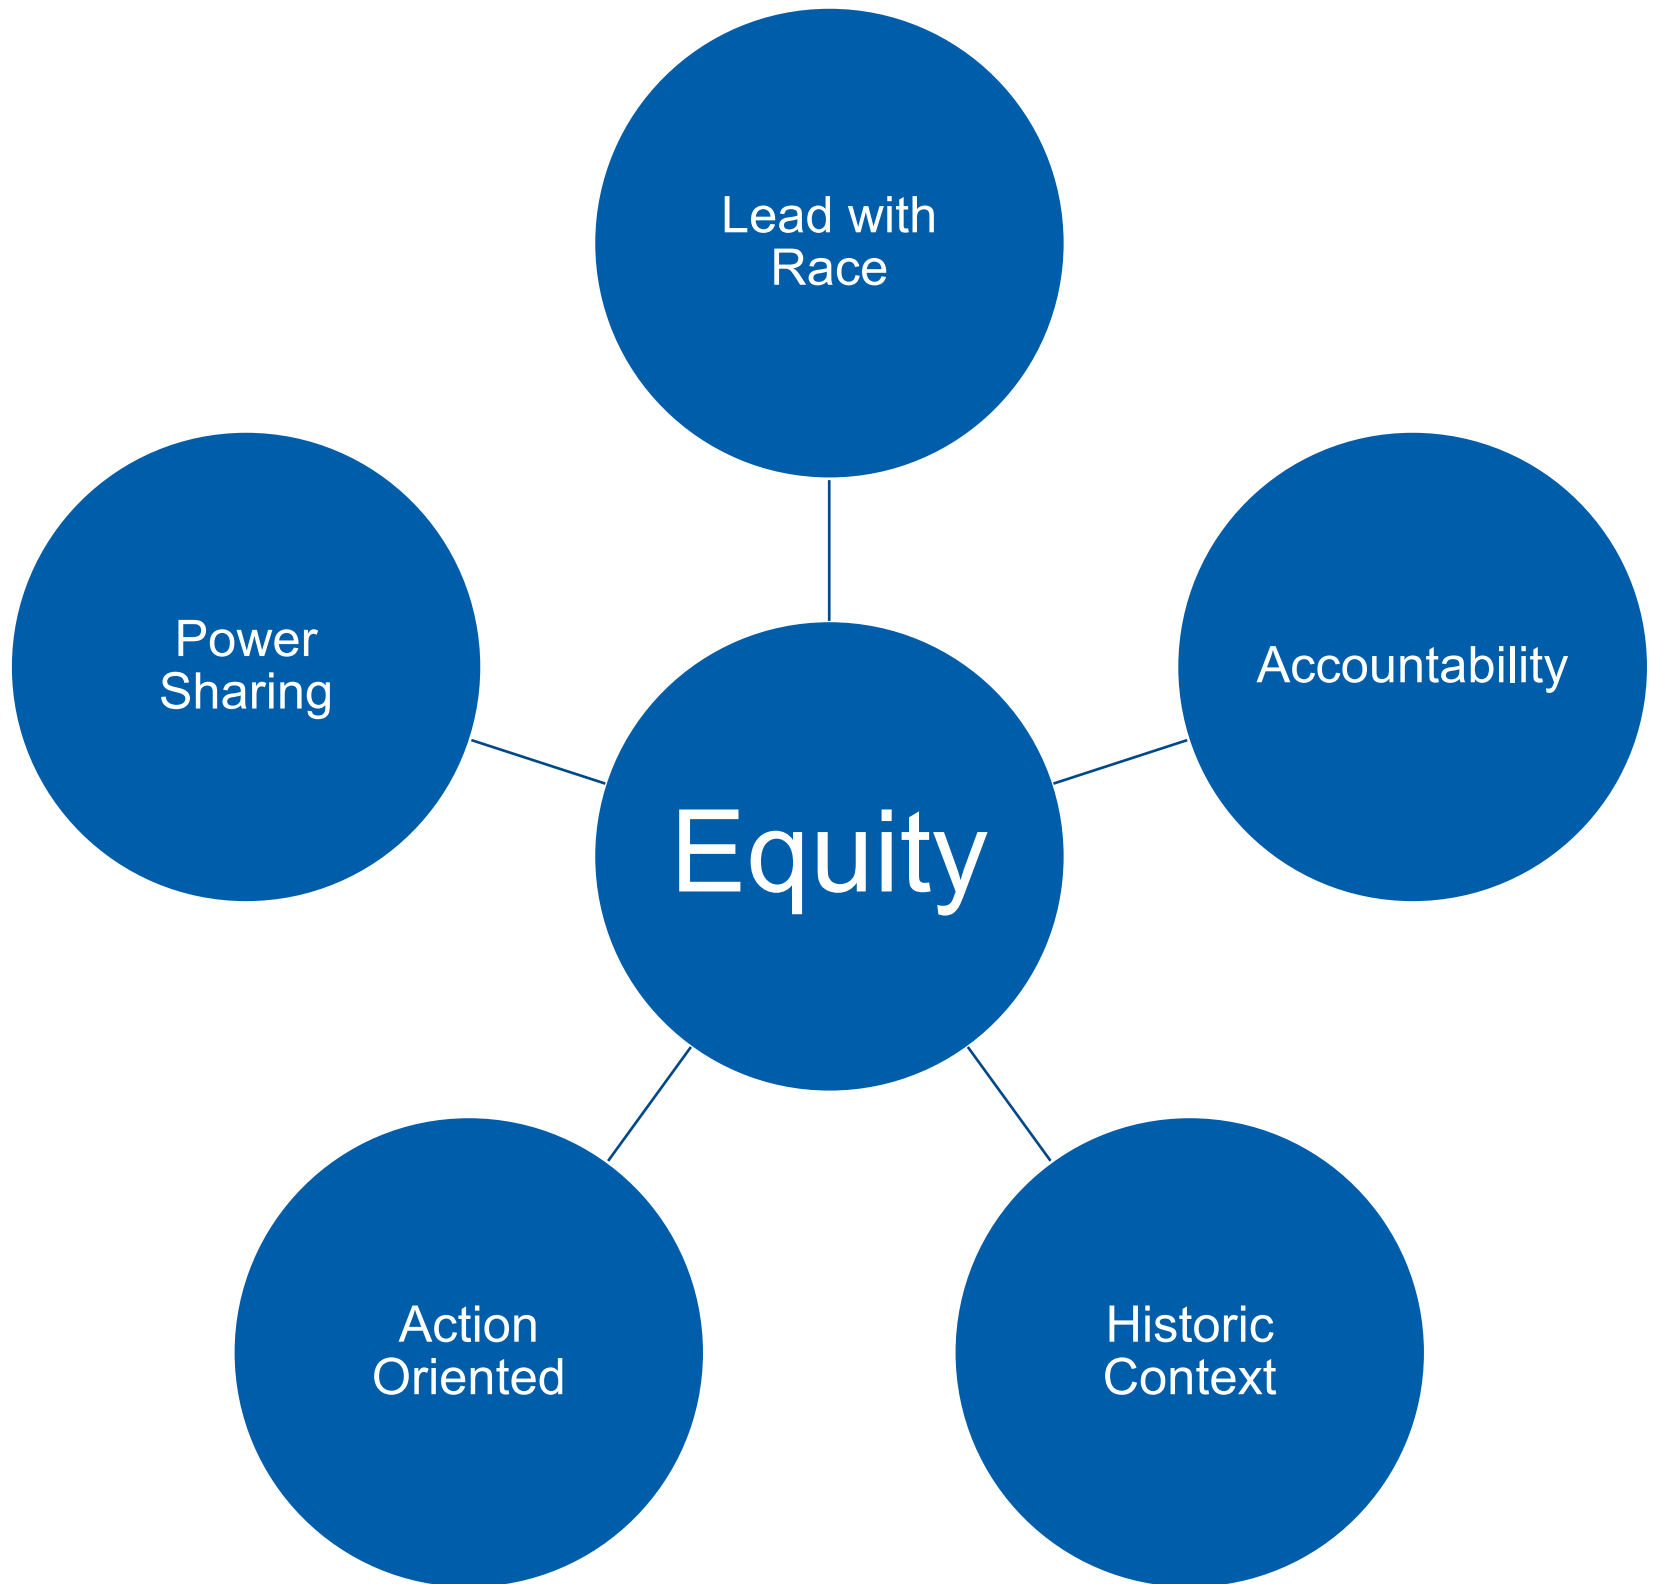 Lead with
Race
Power
Sharing
Accountability
Equity
Action
Oriented
Historic
Context